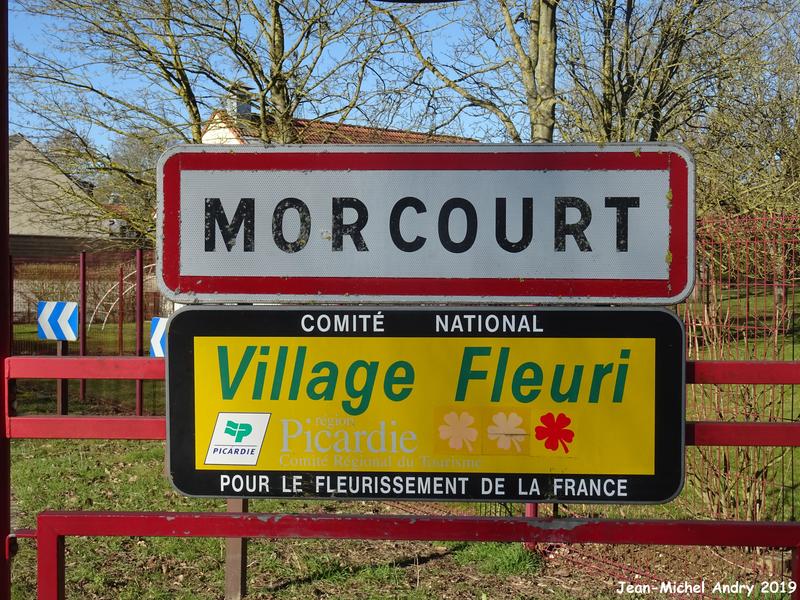 MORCOURT
COMITÉ NATIONAL
Village Fleuri
PICARDIE
région
Picardie
Comité Régional du Tourisme
POUR LE FLEURISSEMENT DE LA FRANCE
Jean-Michel Andry 2019